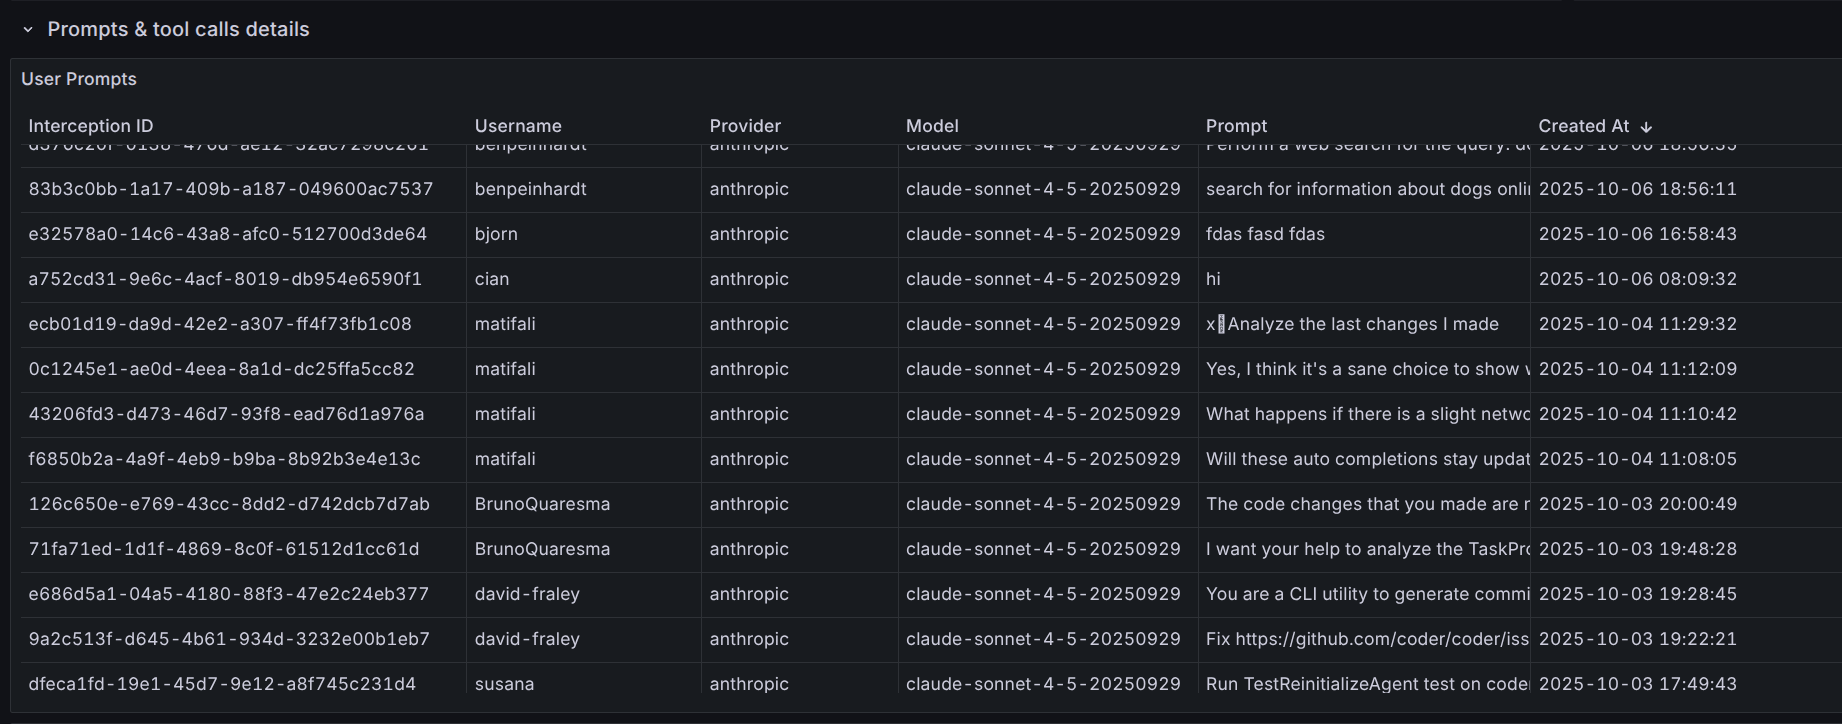 Prompts & tool calls details
User Prompts
Interception ID Username Provider Model Prompt Created At ↓
benpeinhardt anthropic claude-sonnet-4-5-20250929 Perform a web search for the query: 2025-10-06
83b3c0bb-1a17-409b-a187-049600ac7537 benpeinhardt anthropic claude-sonnet-4-5-20250929 search for information about dogs onli 2025-10-06 18:56:11
e32578a0-14c6-43a8-afc0-512700d3de64 bjorn anthropic claude-sonnet-4-5-20250929 fdas fasd fdas 2025-10-06 16:58:43
a752cd31-9e6c-4acf-8019-db954e6590f1 cian anthropic claude-sonnet-4-5-20250929 hi 2025-10-06 08:09:32
ecb01d19-da9d-42e2-a307-ff4f73fb1c08 matifali anthropic claude-sonnet-4-5-20250929 x Analyze the last changes I made 2025-10-04 11:29:32
0c1245e1-ae0d-4eea-8a1d-dc25ffa5cc82 matifali anthropic claude-sonnet-4-5-20250929 Yes, I think it's a sane choice to show 2025-10-04 11:12:09
43206fd3-d473-46d7-93f8-ead76d1a976a matifali anthropic claude-sonnet-4-5-20250929 What happens if there is a slight netwo 2025-10-04 11:10:42
f6850b2a-4a9f-4eb9-b9ba-8b92b3e4e13c matifali anthropic claude-sonnet-4-5-20250929 Will these auto completions stay updat 2025-10-04 11:08:05
126c650e-e769-43cc-8dd2-d742dcb7d7ab BrunoQuaresma anthropic claude-sonnet-4-5-20250929 The code changes that you made are 2025-10-03 20:00:49
71fa71ed-1d1f-4869-8c0f-61512d1cc61d BrunoQuaresma anthropic claude-sonnet-4-5-20250929 I want your help to analyze the TaskPro 2025-10-03 19:48:28
e686d5a1-04a5-4180-88f3-47e2c24eb377 david-fraley anthropic claude-sonnet-4-5-20250929 You are a CLI utility to generate commi 2025-10-03 19:28:45
9a2c513f-d645-4b61-934d-3232e00b1eb7 david-fraley anthropic claude-sonnet-4-5-20250929 Fix https://github.com/coder/coder/iss 2025-10-03 19:22:21
dfeca1fd-19e1-45d7-9e12-a8f745c231d4 susana anthropic claude-sonnet-4-5-20250929 Run TestReinitializeAgent test on coder 2025-10-03 17:49:43